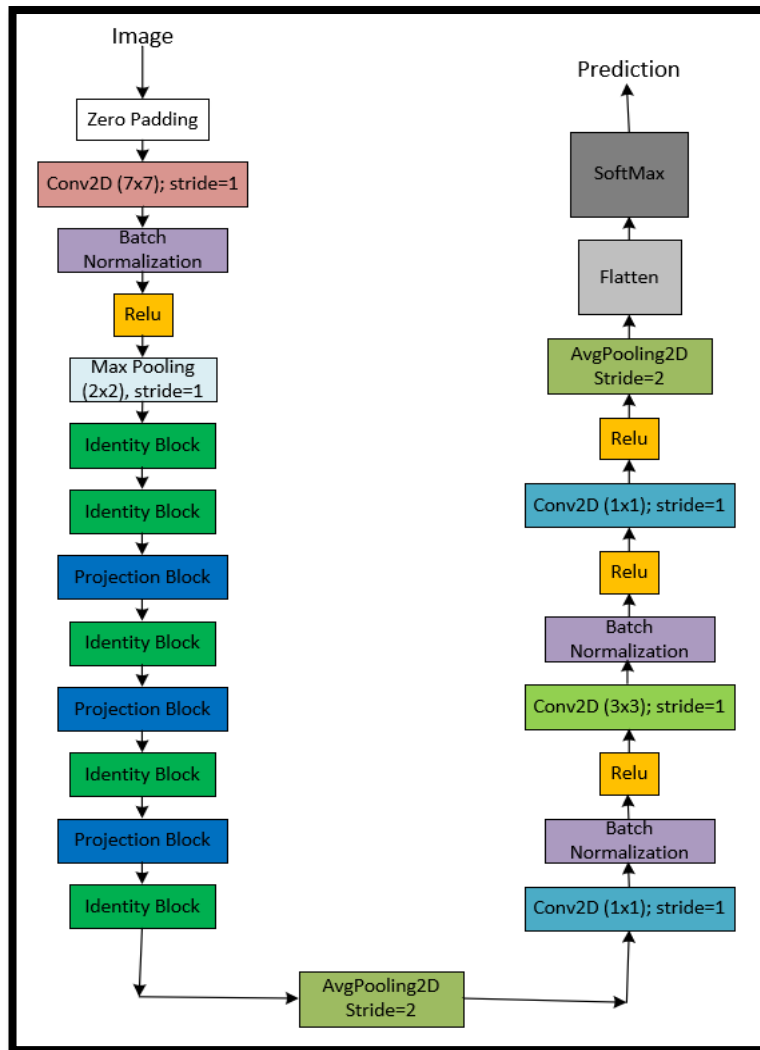 Image
Zero Padding
Conv2D (7x7); stride=1
Batch
Normalization
Relu
Max Pooling
(2x2), stride=1
Identity Block
Identity Block
Projection Block
Identity Block
Projection Block
Identity Block
Projection Block
Identity Block
AvgPooling2D
Stride=2
Conv2D (1x1); stride=1
Batch
Normalization
Relu
Conv2D (3x3); stride=1
Batch
Normalization
Relu
Conv2D (1x1); stride=1
Relu
AvgPooling2D
Stride=2
Flatten
SoftMax
Prediction